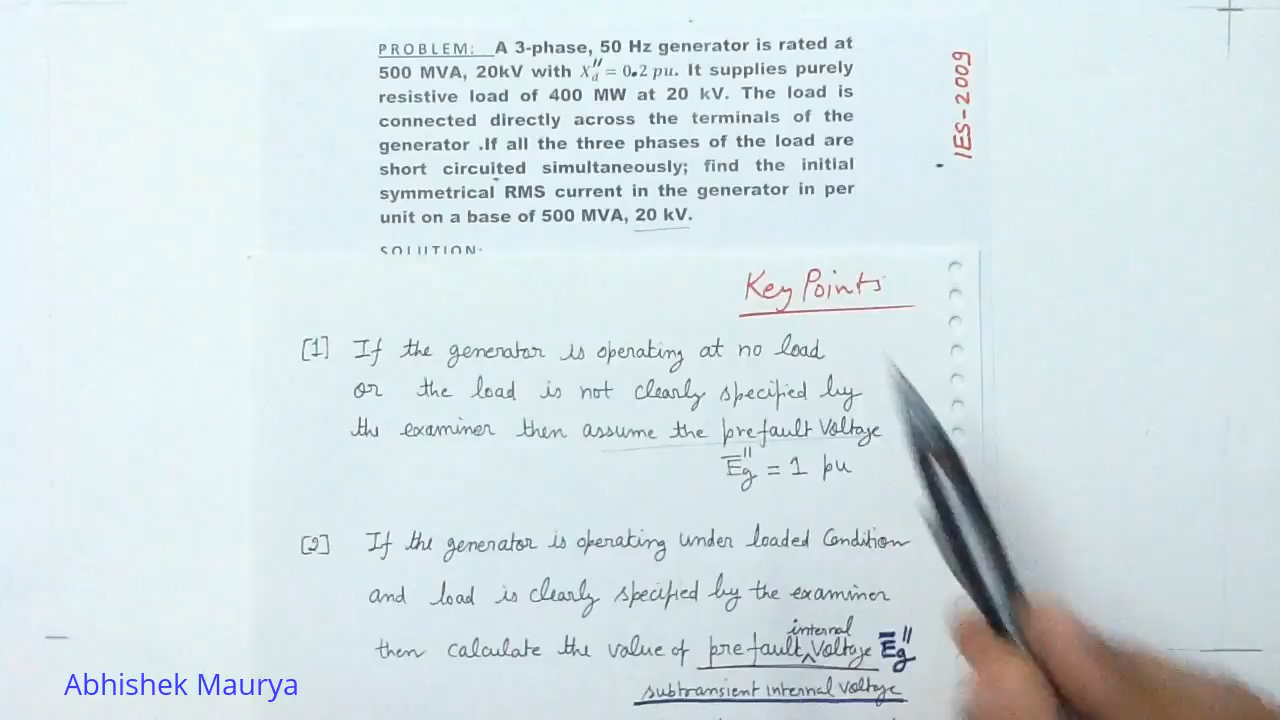 PROBLEM: A 3-phase, 50 Hz generator is rated at
500 MVA, 20kV with X''d = 0.2 pu. It supplies purely
resistive load of 400 MW at 20 kV. The load is
connected directly across the terminals of the
generator .If all the three phases of the load are
short circuited simultaneously; find the initial
symmetrical RMS current in the generator in per
unit on a base of 500 MVA, 20 kV.
IES-2009
SOLUTION:
Key Points
[1] If the generator is operating at no load
or the load is not clearly specified by
the examiner then assume the prefault Voltage
E''g = 1 pu
[2] If the generator is operating under loaded Condition
and load is clearly specified by the examiner
then calculate the value of prefault internal Voltage E''g
subtransient internal voltage
Abhishek Maurya